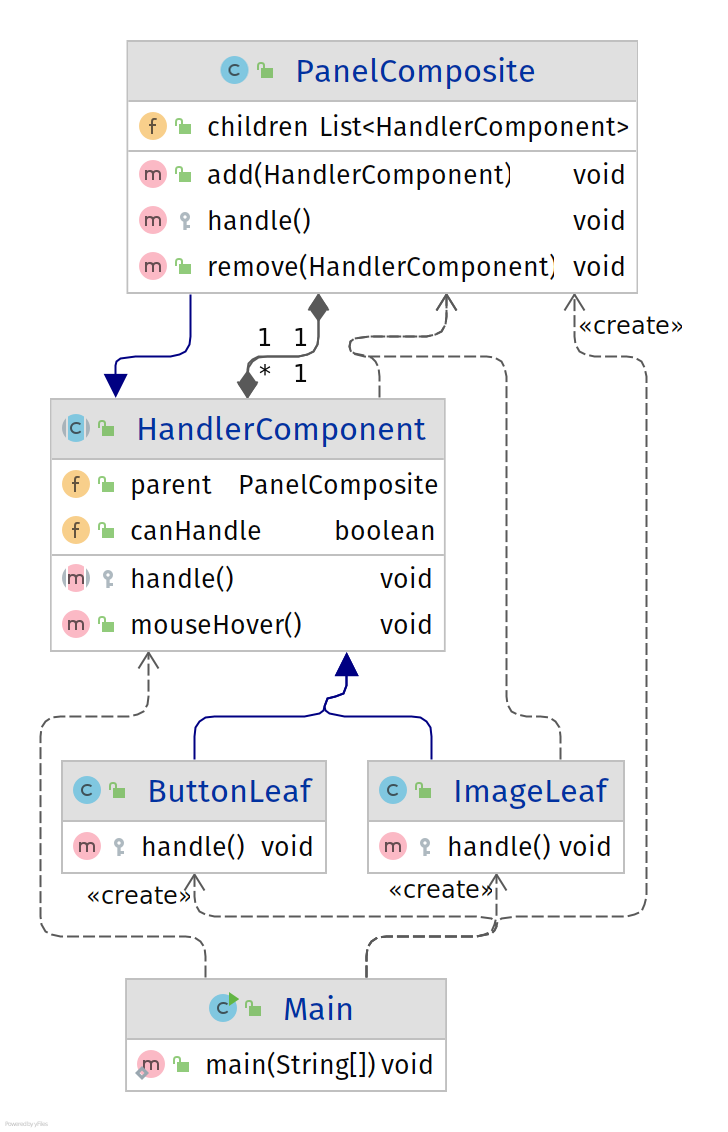 PanelComposite
children List<HandlerComponent>
add(HandlerComponent) void
handle() void
remove(HandlerComponent) void
«create»
1 1
* 1
HandlerComponent
parent PanelComposite
canHandle boolean
handle() void
mouseHover() void
ButtonLeaf
handle() void
ImageLeaf
handle() void
«create»
«create»
Main
main(String[]) void
Powered by yFiles